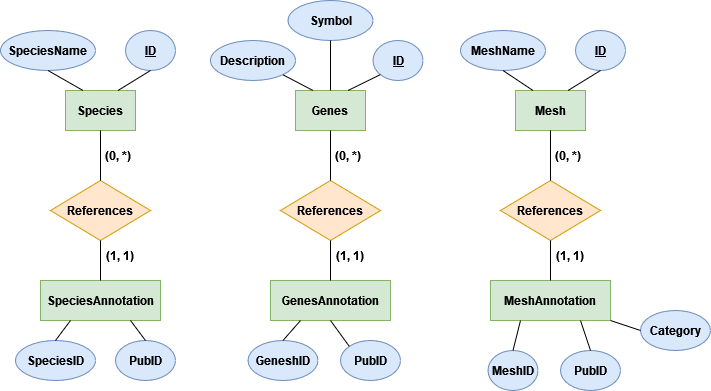 Symbol
SpeciesName
ID
Description
ID
MeshName
ID
Species
Genes
Mesh
(0, *)
(0, *)
(0, *)
References
References
References
(1, 1)
(1, 1)
(1, 1)
SpeciesAnnotation
GenesAnnotation
MeshAnnotation
Category
SpeciesID
PubID
GeneshID
PubID
MeshID
PubID